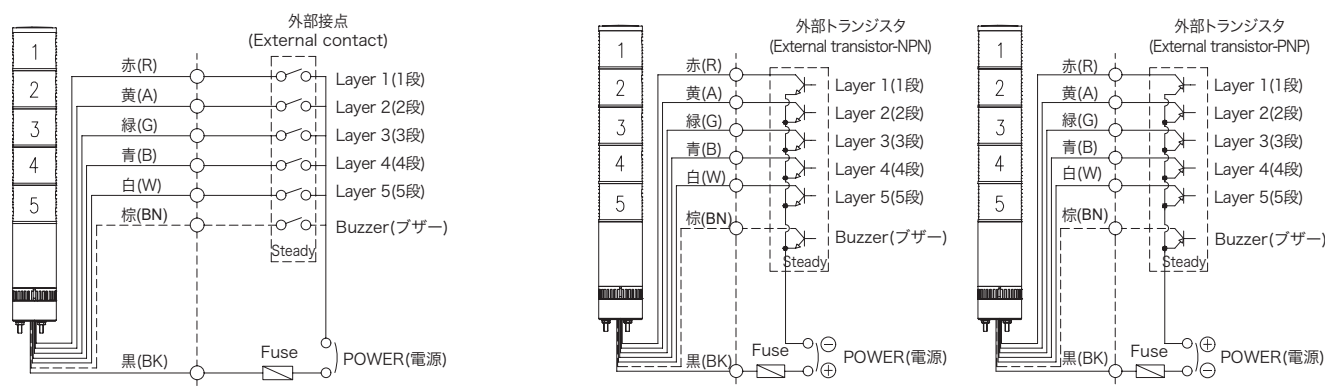 外部接点
(External contact)
1
2
3
4
5
赤(R)
黄(A)
緑(G)
青(B)
白(W)
棕(BN)
黒(BK)
Layer 1(1段)
Layer 2(2段)
Layer 3(3段)
Layer 4(4段)
Layer 5(5段)
Buzzer(ブザー)
Steady
Fuse
POWER(電源)
外部トランジスタ
(External transistor-NPN)
1
2
3
4
5
赤(R)
黄(A)
緑(G)
青(B)
白(W)
棕(BN)
黒(BK)
Layer 1(1段)
Layer 2(2段)
Layer 3(3段)
Layer 4(4段)
Layer 5(5段)
Buzzer(ブザー)
Steady
Fuse
⊖
⊕
POWER(電源)
外部トランジスタ
(External transistor-PNP)
1
2
3
4
5
赤(R)
黄(A)
緑(G)
青(B)
白(W)
棕(BN)
黒(BK)
Layer 1(1段)
Layer 2(2段)
Layer 3(3段)
Layer 4(4段)
Layer 5(5段)
Buzzer(ブザー)
Steady
Fuse
⊕
⊖
POWER(電源)